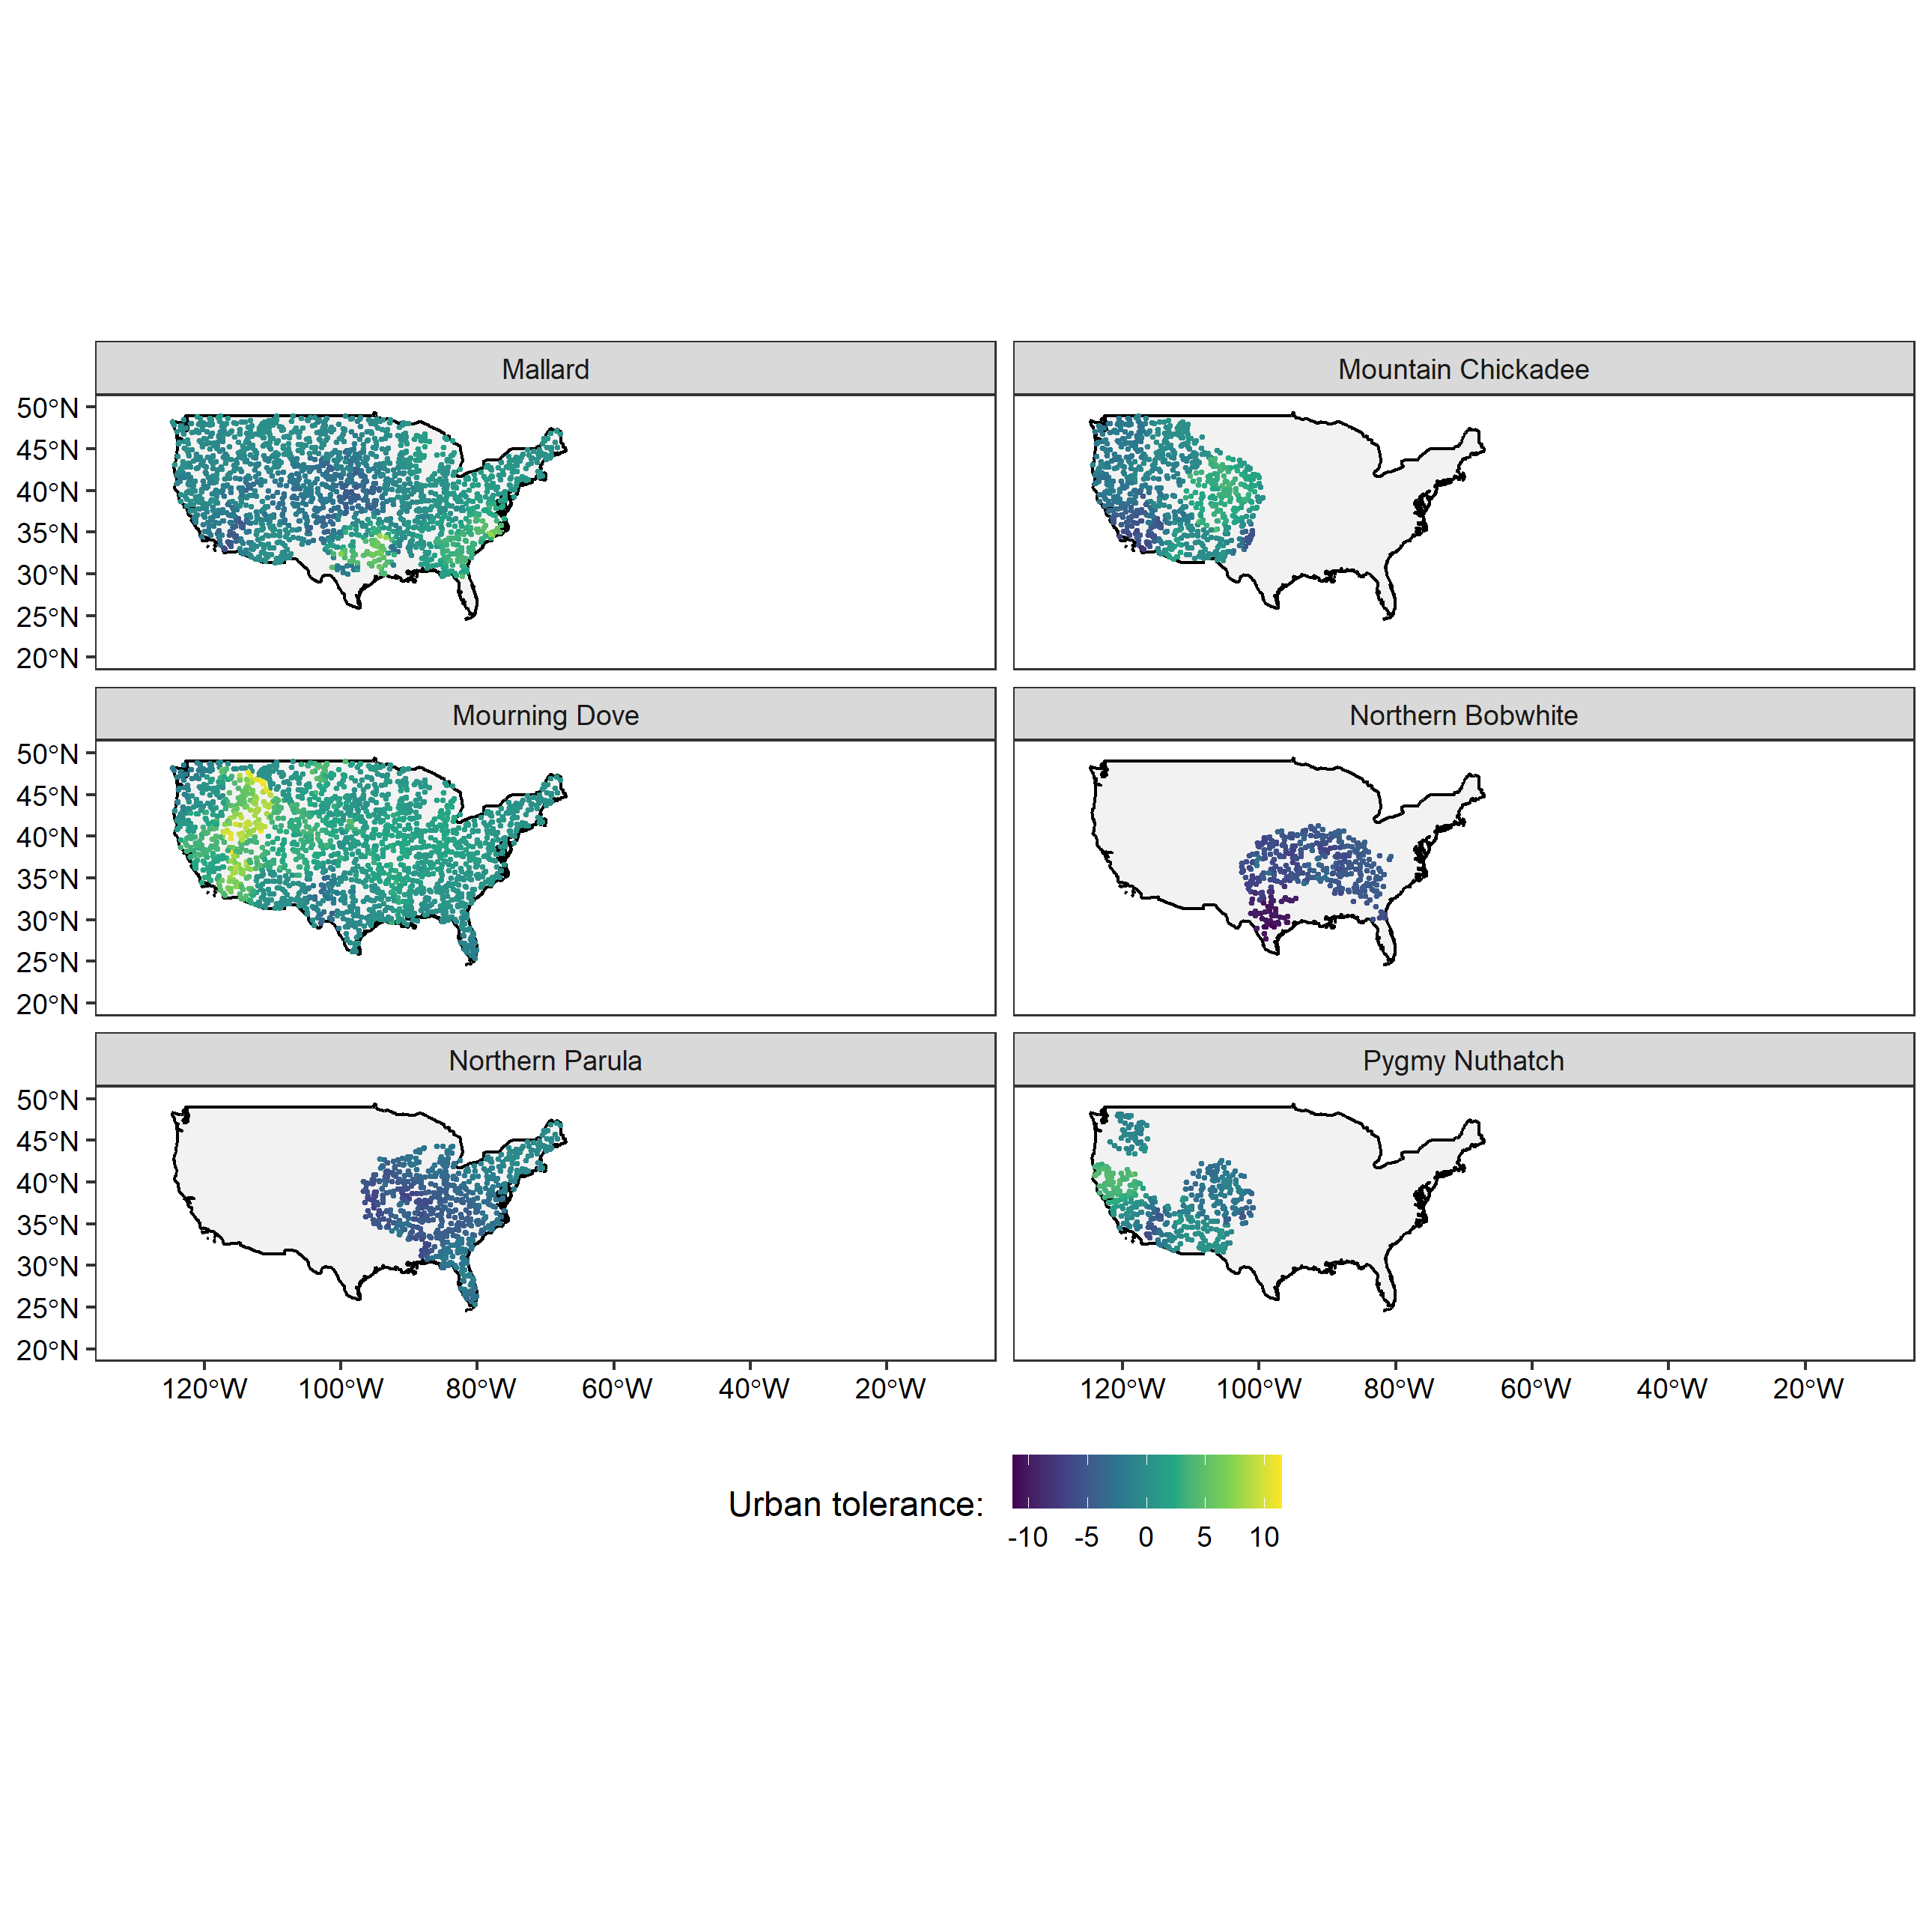 Mallard
Mountain Chickadee
50°N
45°N
40°N
35°N
30°N
25°N
20°N
Mourning Dove
Northern Bobwhite
50°N
45°N
40°N
35°N
30°N
25°N
20°N
Northern Parula
Pygmy Nuthatch
50°N
45°N
40°N
35°N
30°N
25°N
20°N
120°W 100°W 80°W 60°W 40°W 20°W
120°W 100°W 80°W 60°W 40°W 20°W
Urban tolerance:
-10 -5 0 5 10